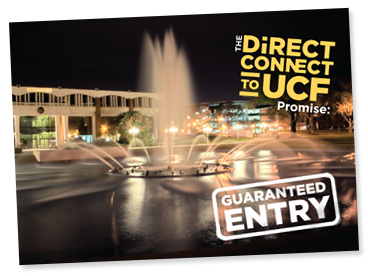 THE
DiRECT
CONNECT
TO UCF
Promise:
GUARANTEED
ENTRY